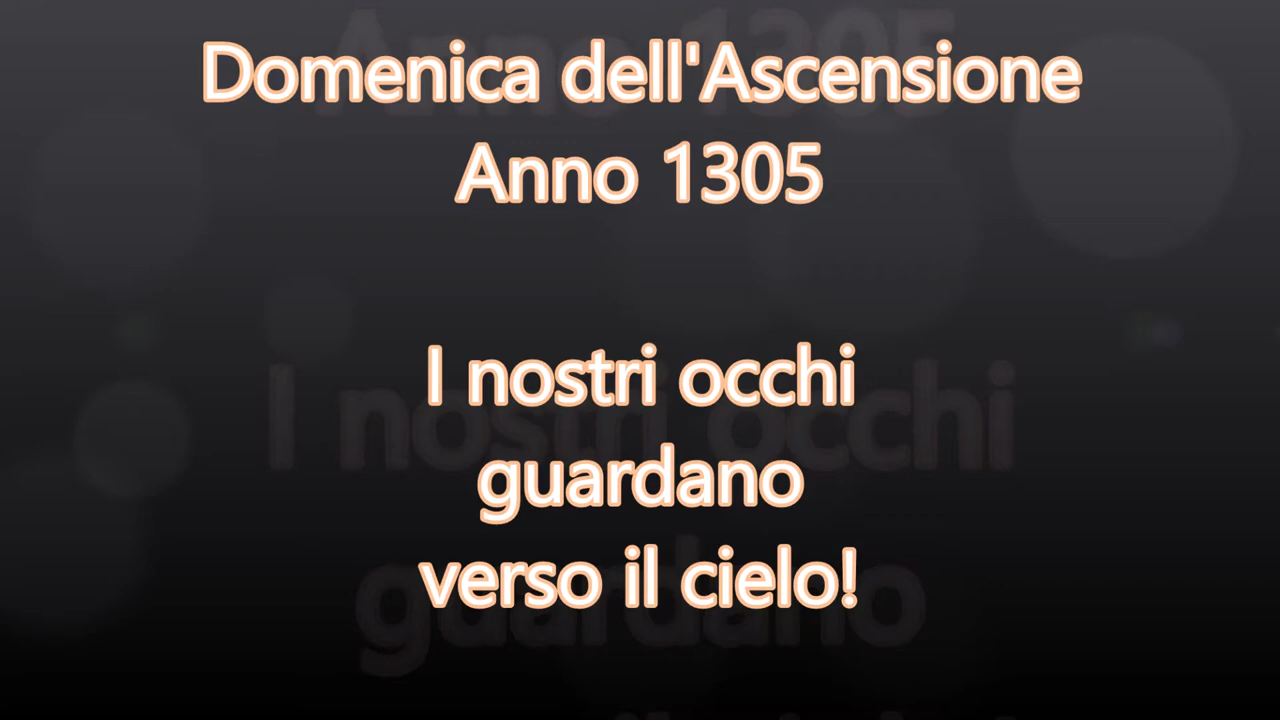 Domenica dell'Ascensione
Anno 1305
I nostri occhi
guardano
verso il cielo!